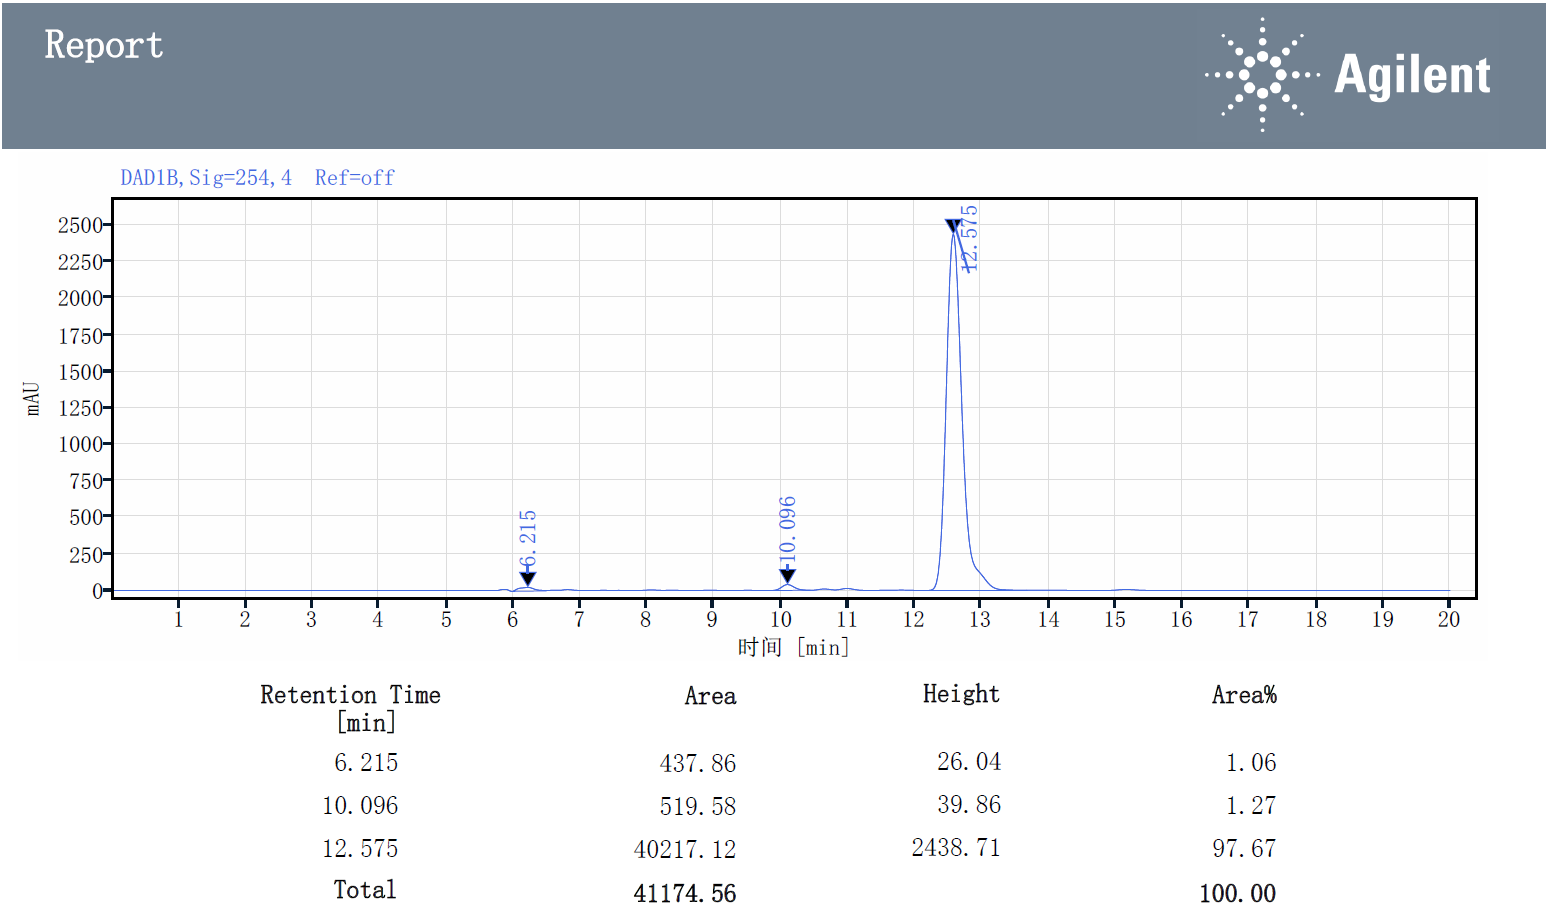 Report
Agilent
DAD1B,Sig=254,4  Ref=off
mAU
2500
2250
2000
1750
1500
1250
1000
750
500
250
0
6.215
10.096
12.575
1 2 3 4 5 6 7 8 9 10 11 12 13 14 15 16 17 18 19 20
时间 [min]
Retention Time [min] Area Height Area%
6.215 437.86 26.04 1.06
10.096 519.58 39.86 1.27
12.575 40217.12 2438.71 97.67
Total 41174.56 100.00